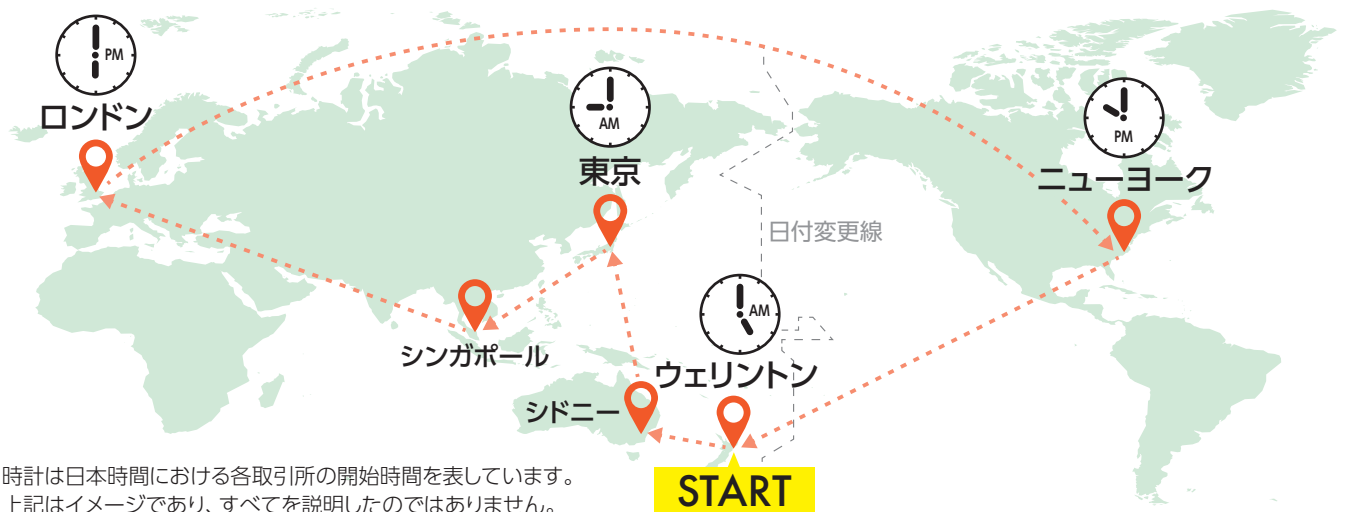 PM
ロンドン
AM
東京
PM
ニューヨーク
日付変更線
シンガポール
AM
ウェリントン
シドニー
START
時計は日本時間における各取引所の開始時間を表しています。
上記はイメージであり、すべてを説明したのではありません。